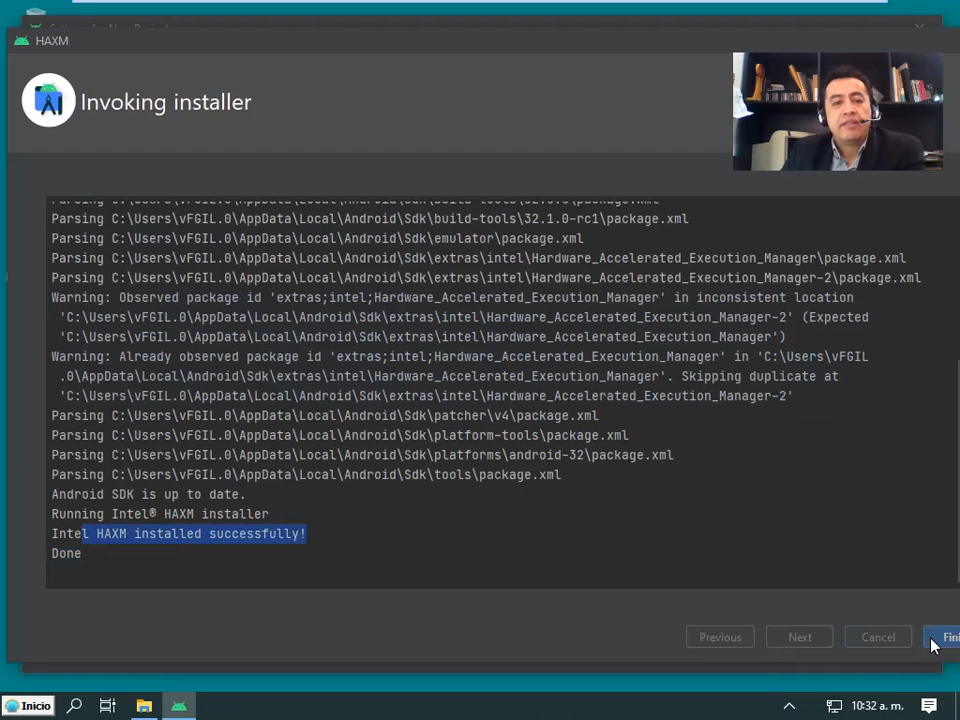 HAXM
Invoking installer
Parsing C:\Users\vFGIL.0\AppData\Local\Android\Sdk\build-tools\32.1.0-rc1\package.xml
Parsing C:\Users\vFGIL.0\AppData\Local\Android\Sdk\emulator\package.xml
Parsing C:\Users\vFGIL.0\AppData\Local\Android\Sdk\extras\intel\Hardware_Accelerated_Execution_Manager\package.xml
Parsing C:\Users\vFGIL.0\AppData\Local\Android\Sdk\extras\intel\Hardware_Accelerated_Execution_Manager-2\package.xml
Warning: Observed package id 'extras;intel;Hardware_Accelerated_Execution_Manager' in inconsistent location
'C:\Users\vFGIL.0\AppData\Local\Android\Sdk\extras\intel\Hardware_Accelerated_Execution_Manager-2' (Expected
'C:\Users\vFGIL.0\AppData\Local\Android\Sdk\extras\intel\Hardware_Accelerated_Execution_Manager')
Warning: Already observed package id 'extras;intel;Hardware_Accelerated_Execution_Manager' in 'C:\Users\vFGIL
.0\AppData\Local\Android\Sdk\extras\intel\Hardware_Accelerated_Execution_Manager'. Skipping duplicate at
'C:\Users\vFGIL.0\AppData\Local\Android\Sdk\extras\intel\Hardware_Accelerated_Execution_Manager-2'
Parsing C:\Users\vFGIL.0\AppData\Local\Android\Sdk\patcher\v4\package.xml
Parsing C:\Users\vFGIL.0\AppData\Local\Android\Sdk\platform-tools\package.xml
Parsing C:\Users\vFGIL.0\AppData\Local\Android\Sdk\platforms\android-32\package.xml
Parsing C:\Users\vFGIL.0\AppData\Local\Android\Sdk\tools\package.xml
Android SDK is up to date.
Running Intel® HAXM installer
Intel HAXM installed successfully!
Done
Previous Next Cancel Fini
Inicio 10:32 a. m.